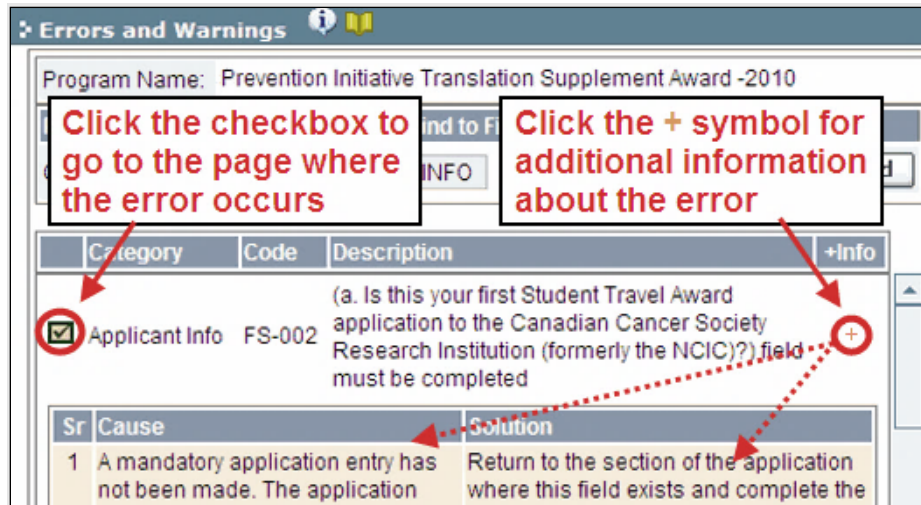 Errors and Warnings
Program Name: Prevention Initiative Translation Supplement Award -2010
Click the checkbox to
go to the page where
the error occurs
Click the + symbol for
additional information
about the error
ind to
INFO
Category Code Description +Info
Applicant Info FS-002 (a. Is this your first Student Travel Award
application to the Canadian Cancer Society
Research Institution (formerly the NCIC)?) field
must be completed
+
Sr Cause Solution
1 A mandatory application entry has Return to the section of the application
not been made. The application where this field exists and complete the